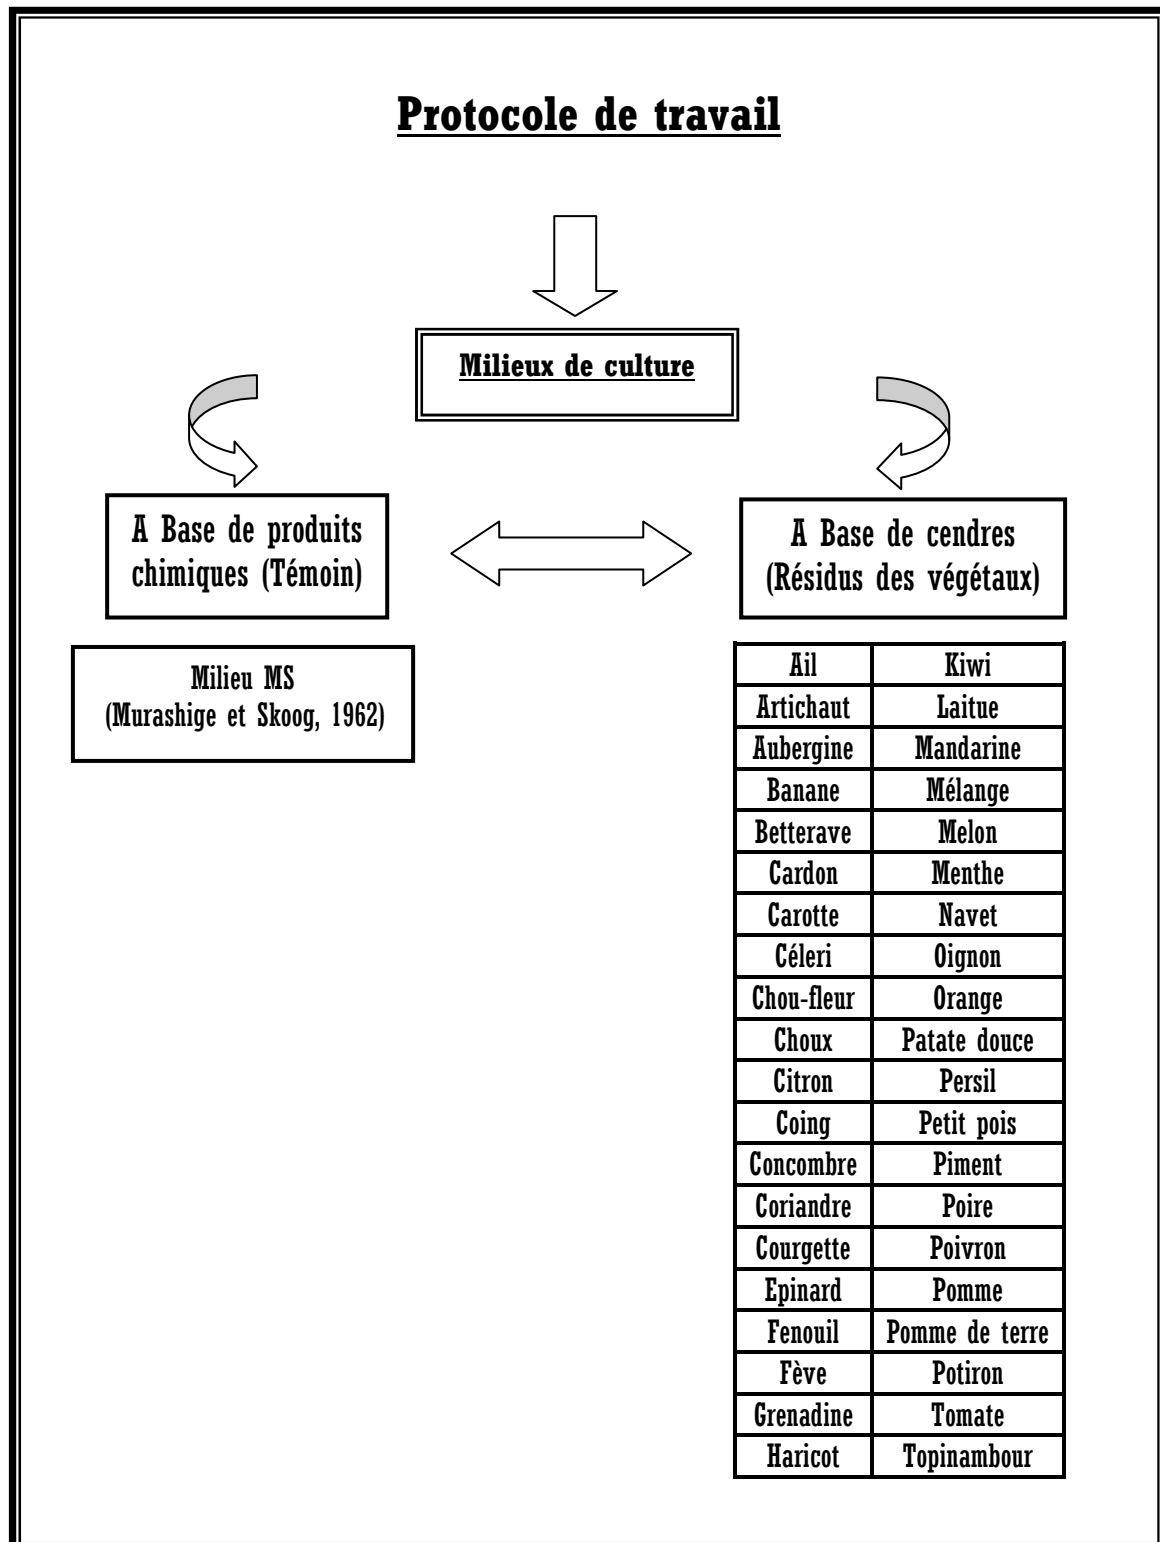 Protocole de travail
Milieux de culture
A Base de produits
chimiques (Témoin)
A Base de cendres
(Résidus des végétaux)
Milieu MS
(Murashige et Skoog, 1962)
Ail Kiwi
Artichaut Laitue
Aubergine Mandarine
Banane Mélange
Betterave Melon
Cardon Menthe
Carotte Navet
Céleri Oignon
Chou-fleur Orange
Choux Patate douce
Citron Persil
Coing Petit pois
Concombre Piment
Coriandre Poire
Courgette Poivron
Epinard Pomme
Fenouil Pomme de terre
Fève Potiron
Grenadine Tomate
Haricot Topinambour